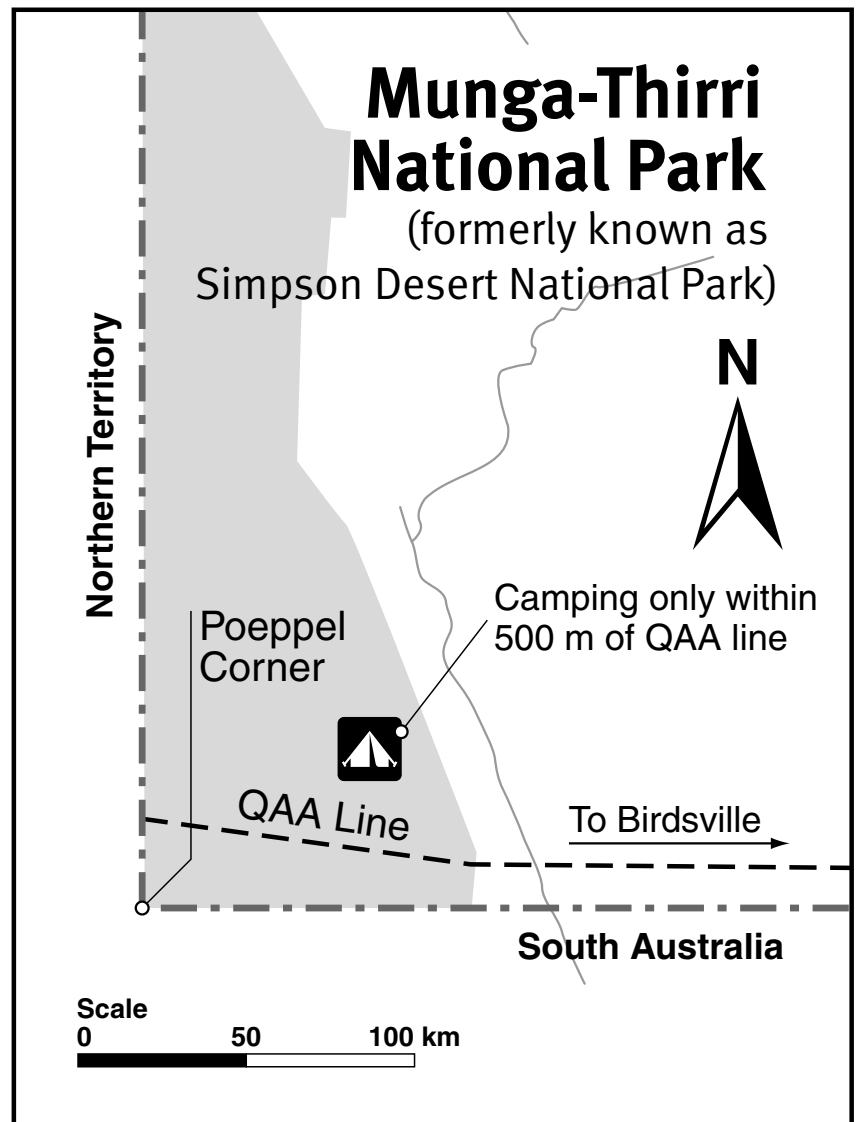 Munga-Thirri
National Park
(formerly known as
Simpson Desert National Park)
N
Northern Territory
Camping only within
500 m of QAA line
Poeppel
Corner
QAA Line
To Birdsville
South Australia
Scale
0 50 100 km